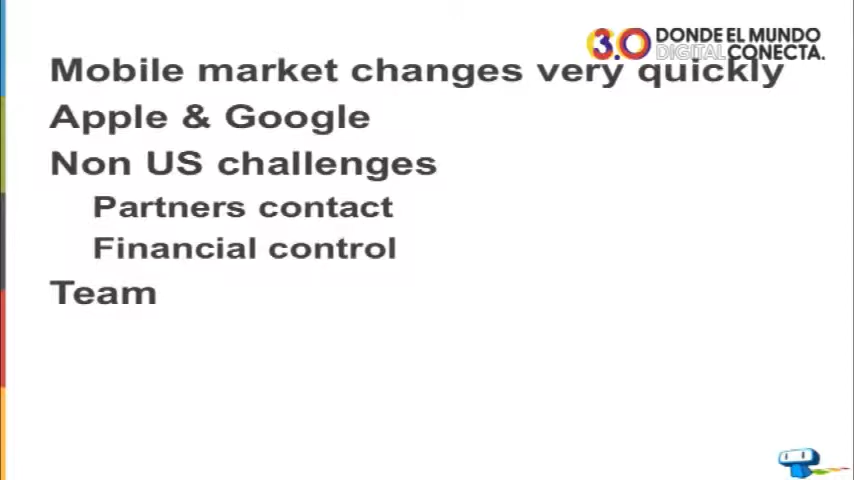 3.0 DONDE EL MUNDO
DIGITAL CONECTA.
Mobile market changes very quickly
Apple & Google
Non US challenges
Partners contact
Financial control
Team